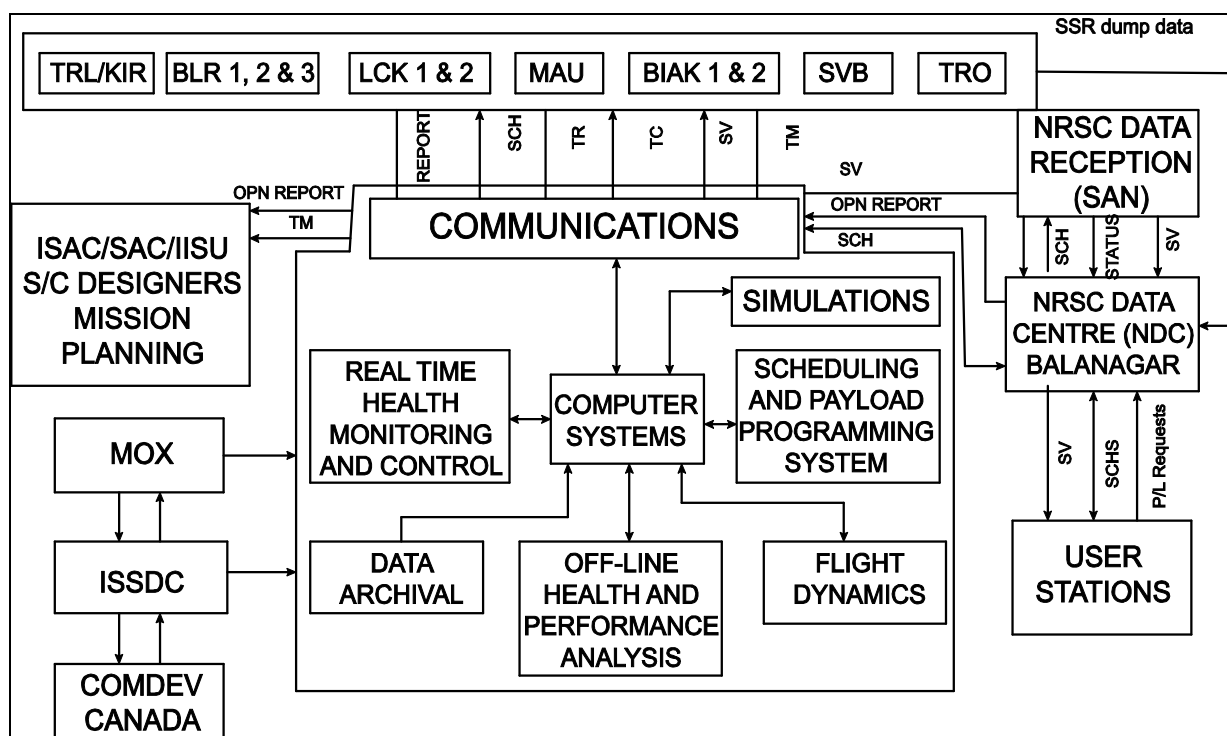 SSR dump data
TRL/KIR
BLR 1, 2 & 3
LCK 1 & 2
MAU
BIAK 1 & 2
SVB
TRO
REPORT
SCH
TR
TC
SV
TM
SV
NRSC DATA
RECEPTION
(SAN)
OPN REPORT
TM
COMMUNICATIONS
OPN REPORT
SCH
SCH
STATUS
SV
ISAC/SAC/IISU
S/C DESIGNERS
MISSION
PLANNING
SIMULATIONS
NRSC DATA
CENTRE (NDC)
BALANAGAR
REAL TIME
HEALTH
MONITORING
AND CONTROL
COMPUTER
SYSTEMS
SCHEDULING
AND PAYLOAD
PROGRAMMING
SYSTEM
SV
SCHS
P/L Requests
MOX
ISSDC
DATA
ARCHIVAL
OFF-LINE
HEALTH AND
PERFORMANCE
ANALYSIS
FLIGHT
DYNAMICS
USER
STATIONS
COMDEV
CANADA